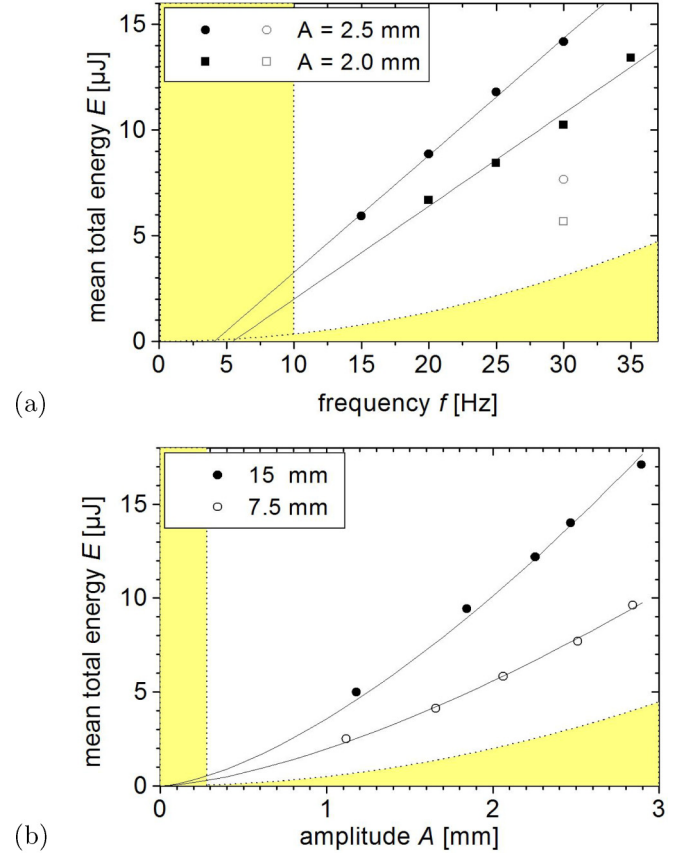 A = 2.5 mm
A = 2.0 mm
mean total energy E [µJ]
15
10
5
0
0 5 10 15 20 25 30 35
frequency f [Hz]
(a)
15 mm
7.5 mm
mean total energy E [µJ]
15
10
5
0
0 1 2 3
amplitude A [mm]
(b)